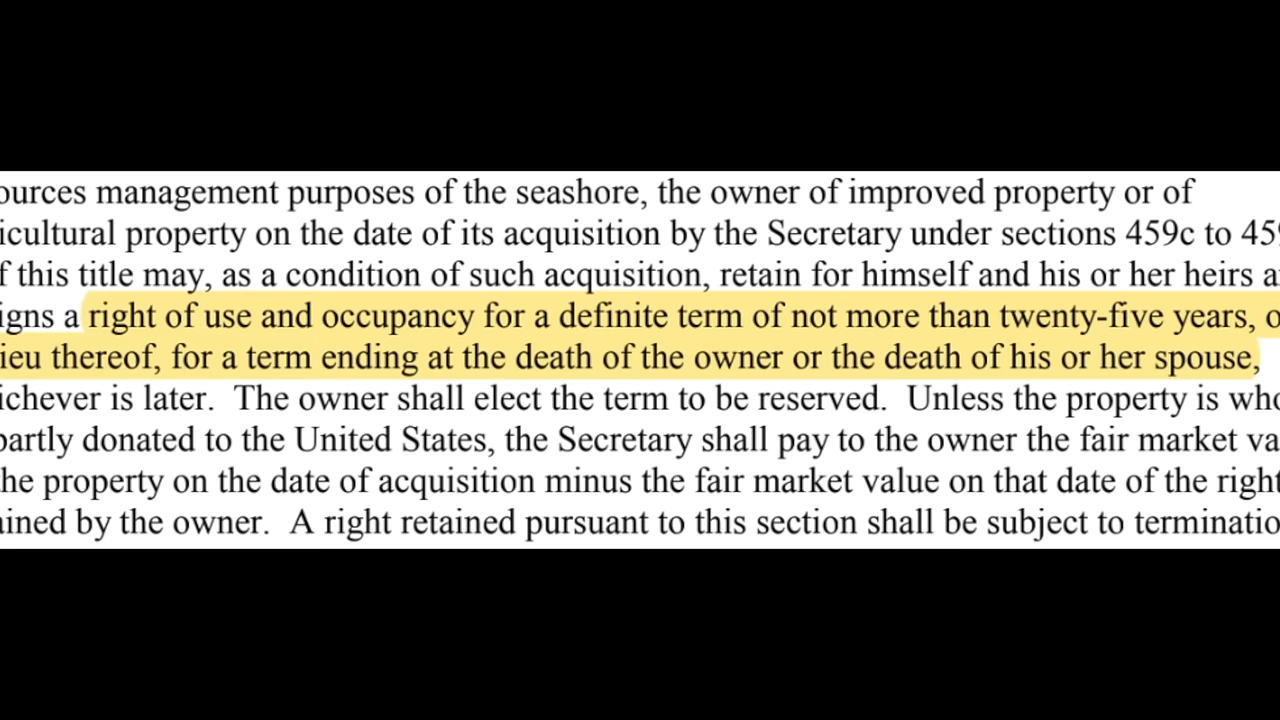 ources management purposes of the seashore, the owner of improved property or of
icultural property on the date of its acquisition by the Secretary under sections 459c to 459
f this title may, as a condition of such acquisition, retain for himself and his or her heirs a
igns a right of use and occupancy for a definite term of not more than twenty-five years, o
ieu thereof, for a term ending at the death of the owner or the death of his or her spouse,
ichever is later. The owner shall elect the term to be reserved. Unless the property is who
partly donated to the United States, the Secretary shall pay to the owner the fair market va
the property on the date of acquisition minus the fair market value on that date of the right
ained by the owner. A right retained pursuant to this section shall be subject to terminatio